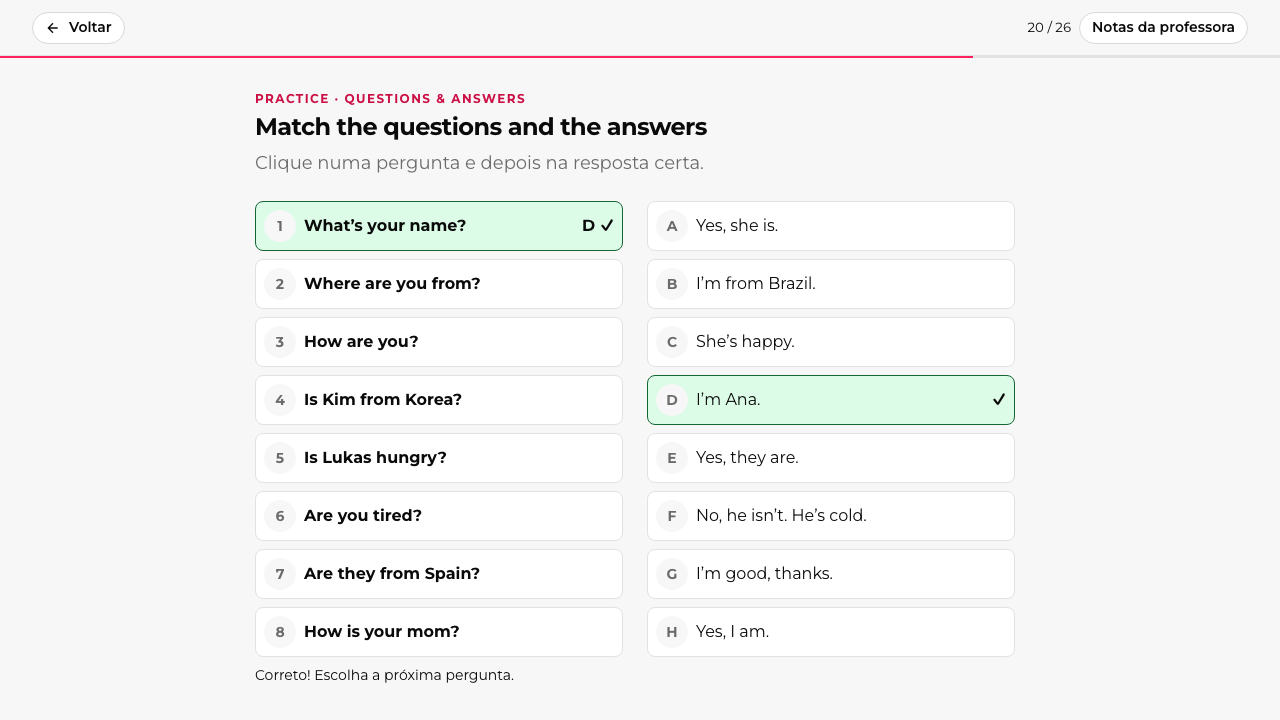 Voltar
20 / 26
Notas da professora
PRACTICE · QUESTIONS & ANSWERS
Match the questions and the answers
Clique numa pergunta e depois na resposta certa.
1 What’s your name? D ✓
A Yes, she is.
2 Where are you from?
B I’m from Brazil.
3 How are you?
C She’s happy.
4 Is Kim from Korea?
D I’m Ana. ✓
5 Is Lukas hungry?
E Yes, they are.
6 Are you tired?
F No, he isn’t. He’s cold.
7 Are they from Spain?
G I’m good, thanks.
8 How is your mom?
H Yes, I am.
Correto! Escolha a próxima pergunta.